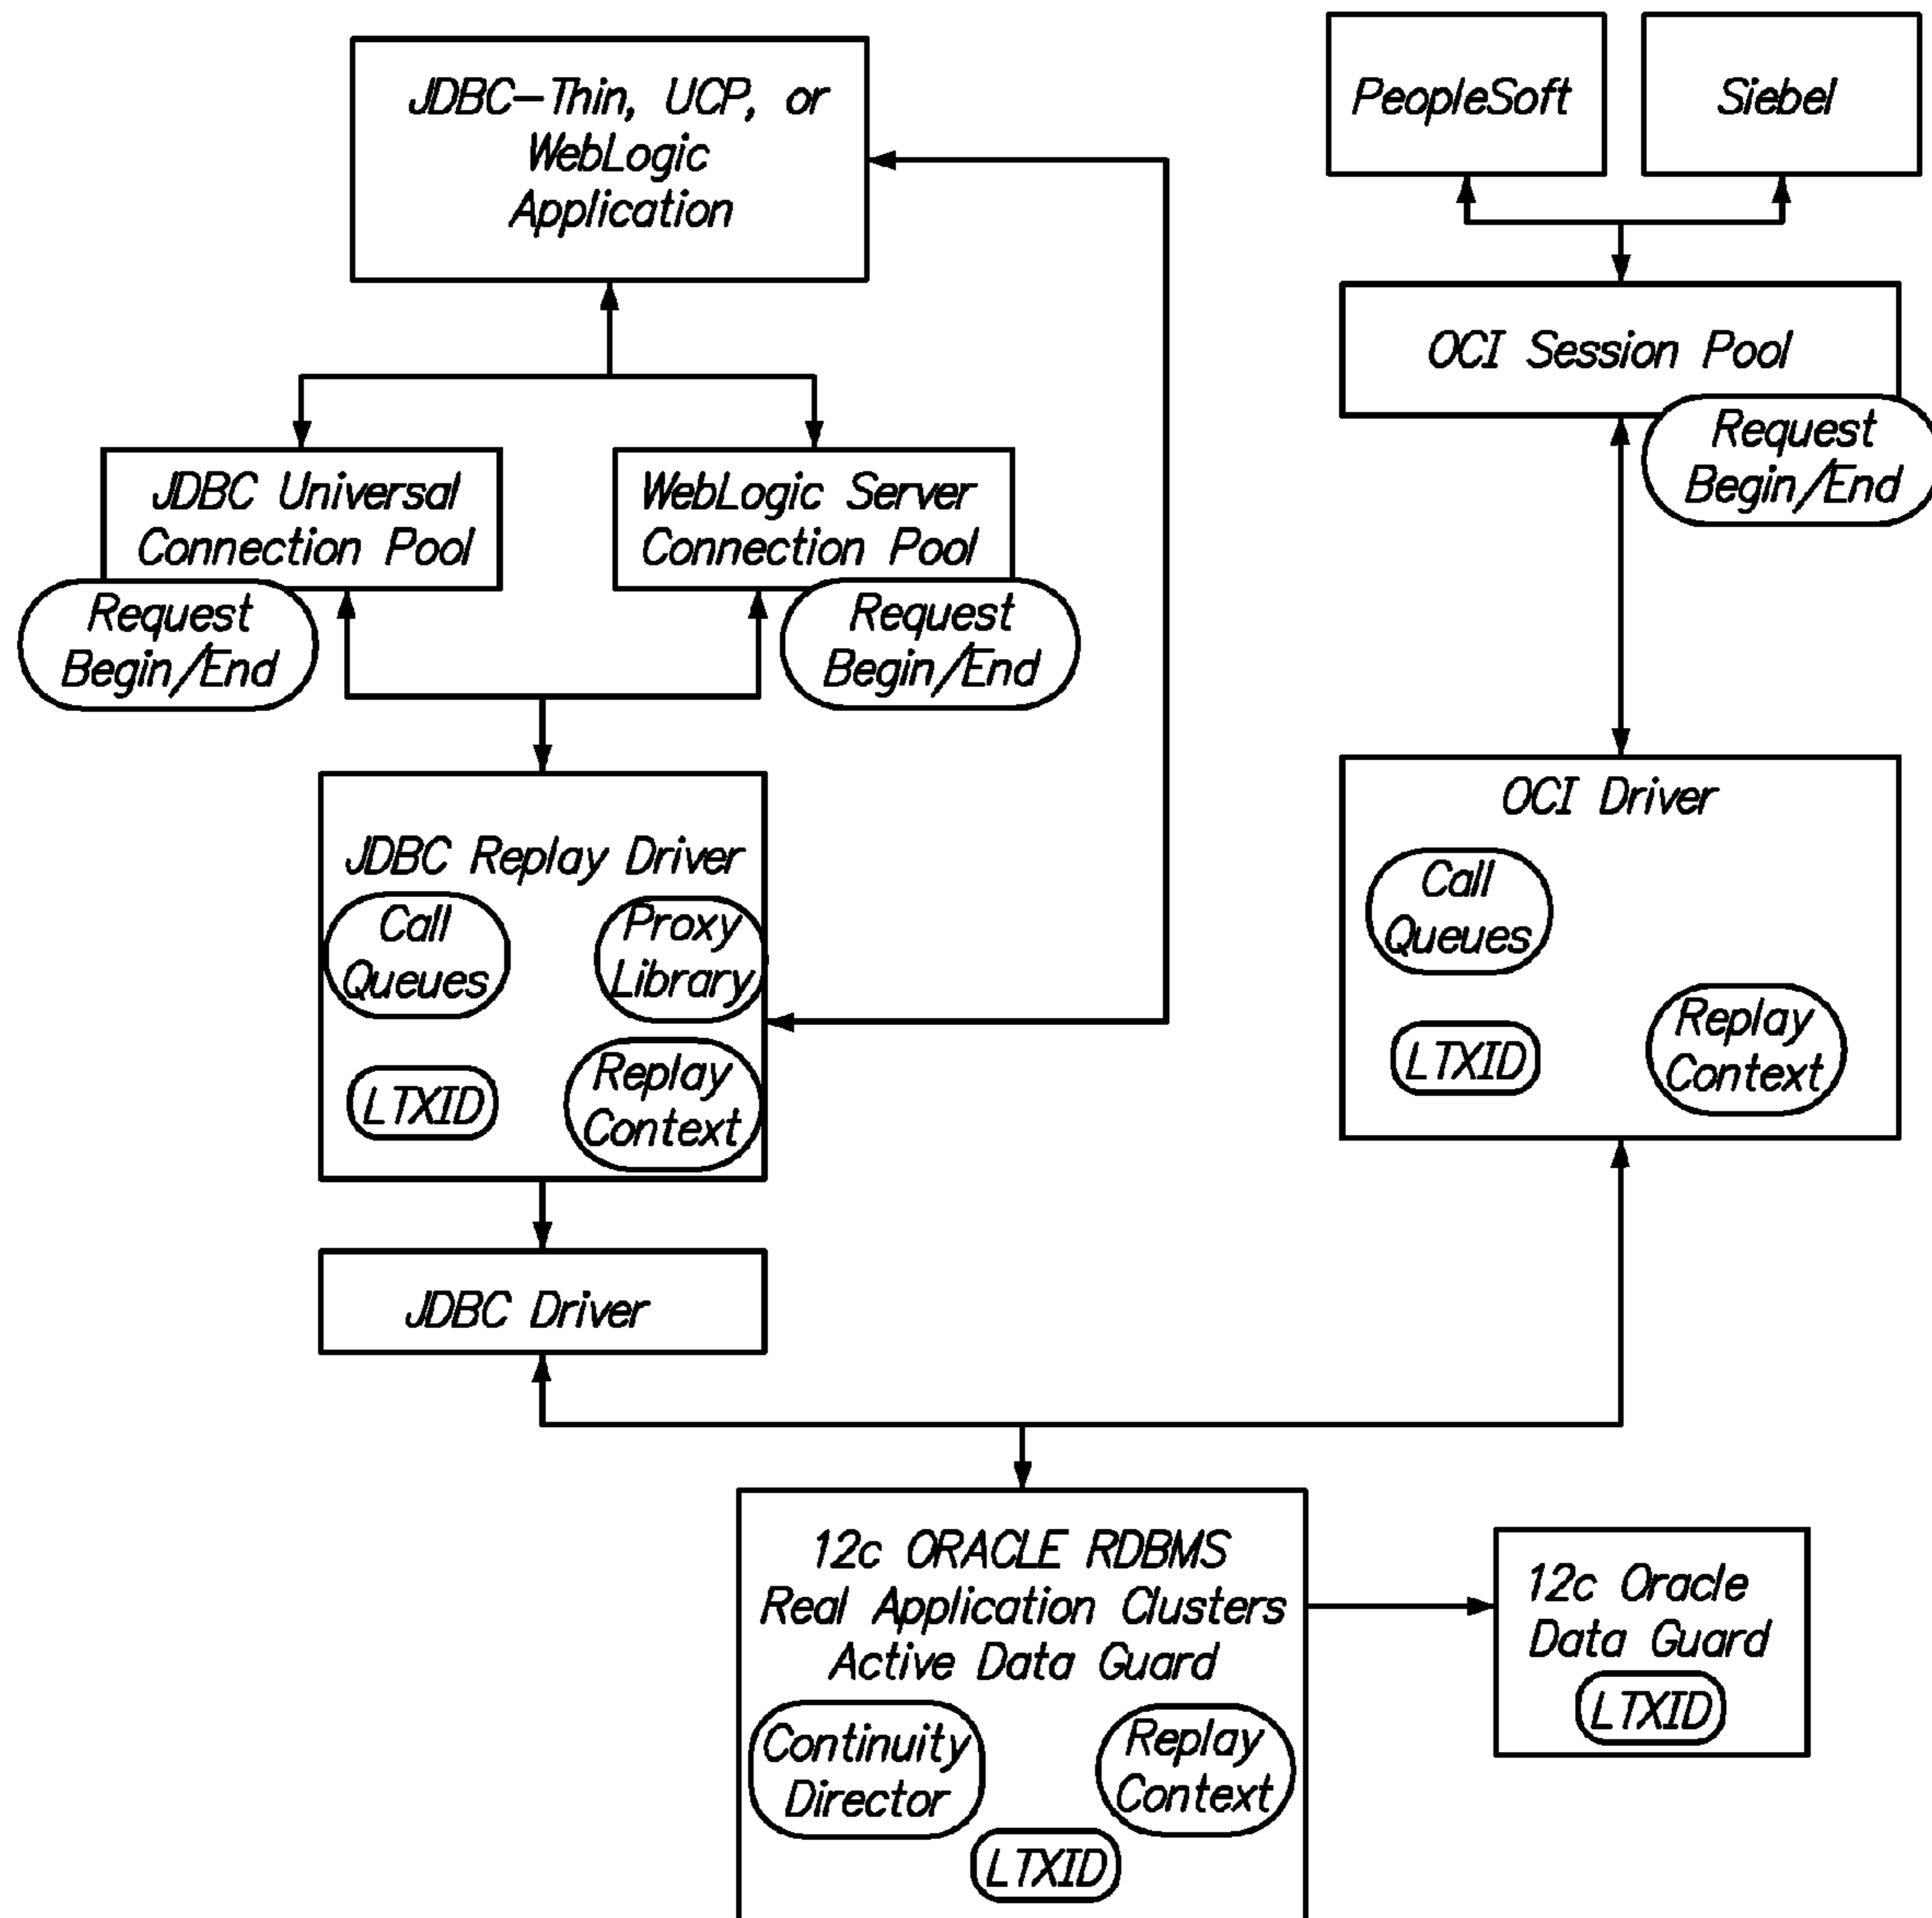 JDBC-Thin, UCP, or
WebLogic
Application
PeopleSoft
Siebel
OCI Session Pool
Request
Begin/End
JDBC Universal
Connection Pool
Request
Begin/End
WebLogic Server
Connection Pool
Request
Begin/End
JDBC Replay Driver
Call
Queues
Proxy
Library
LTXID
Replay
Context
OCI Driver
Call
Queues
LTXID
Replay
Context
JDBC Driver
12c ORACLE RDBMS
Real Application Clusters
Active Data Guard
Continuity
Director
Replay
Context
LTXID
12c Oracle
Data Guard
LTXID